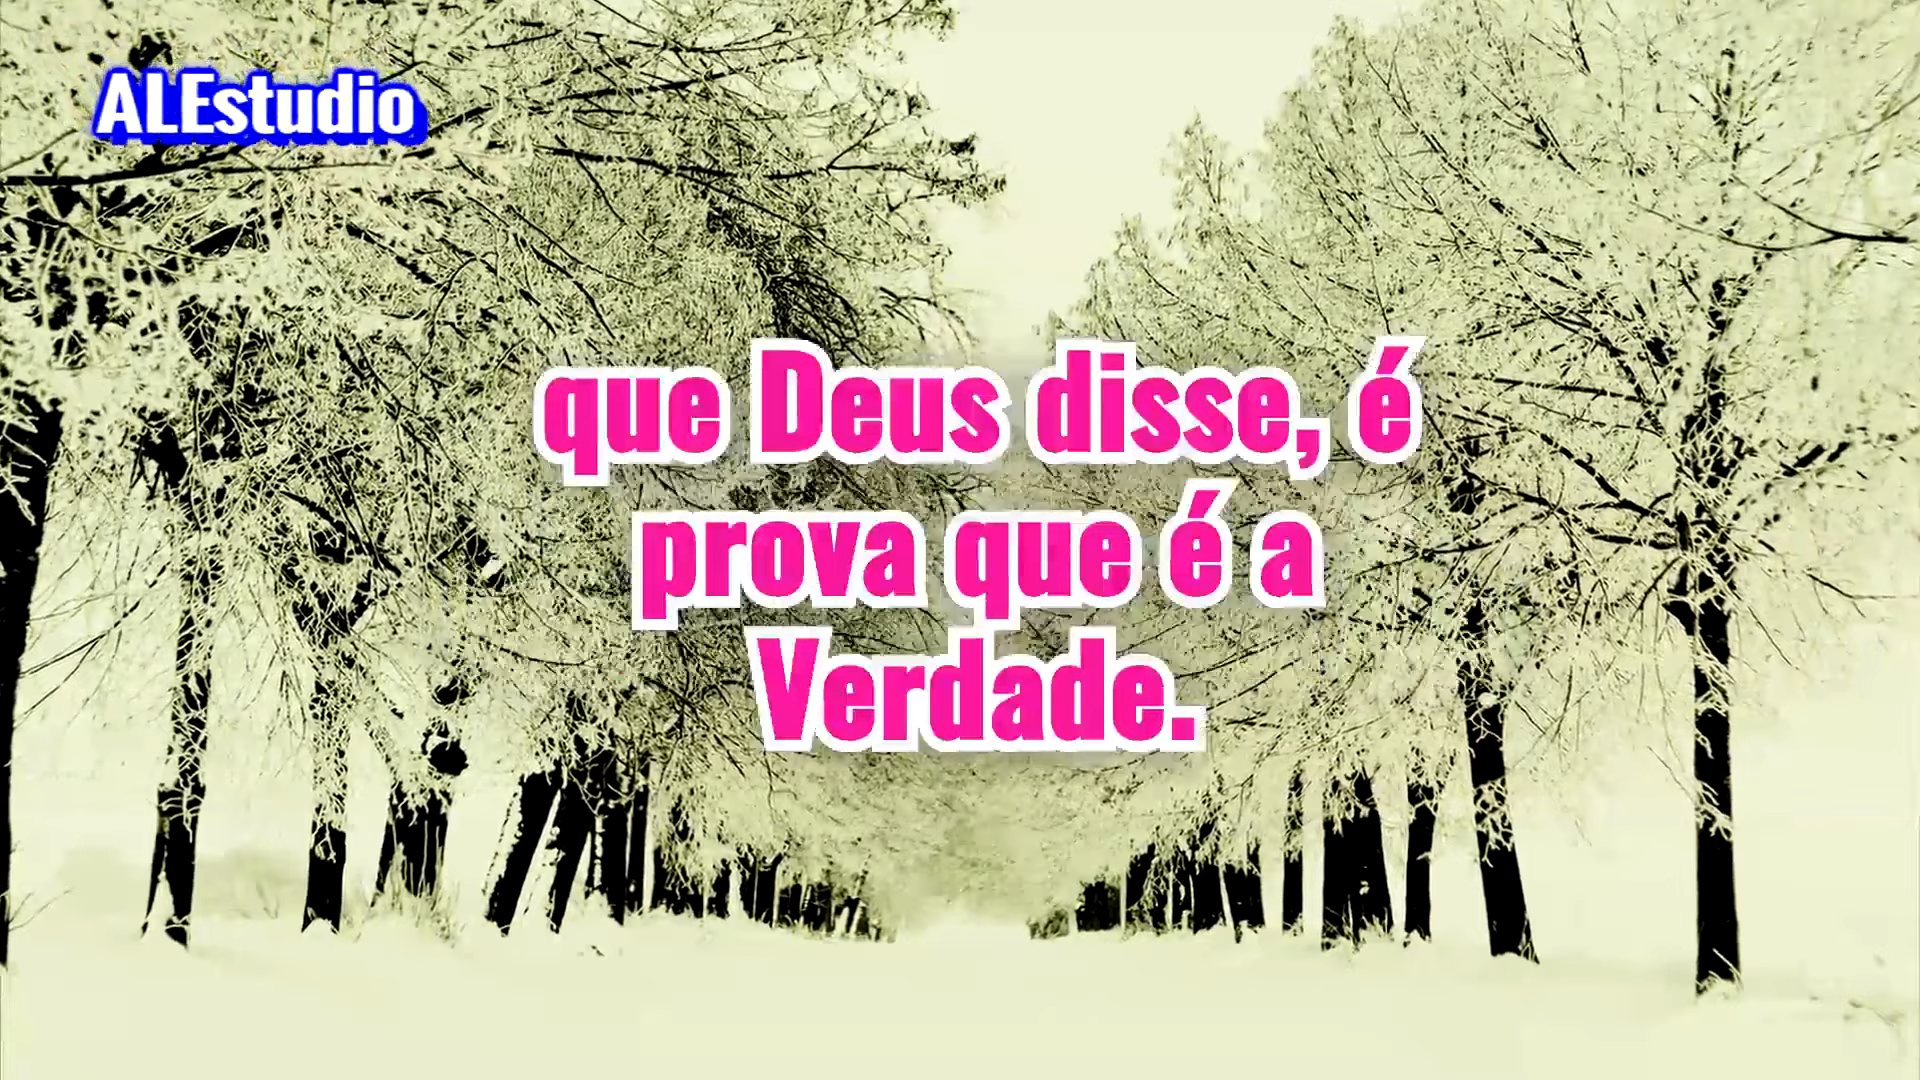 ALEstudio
que Deus disse, é
prova que é a
Verdade.